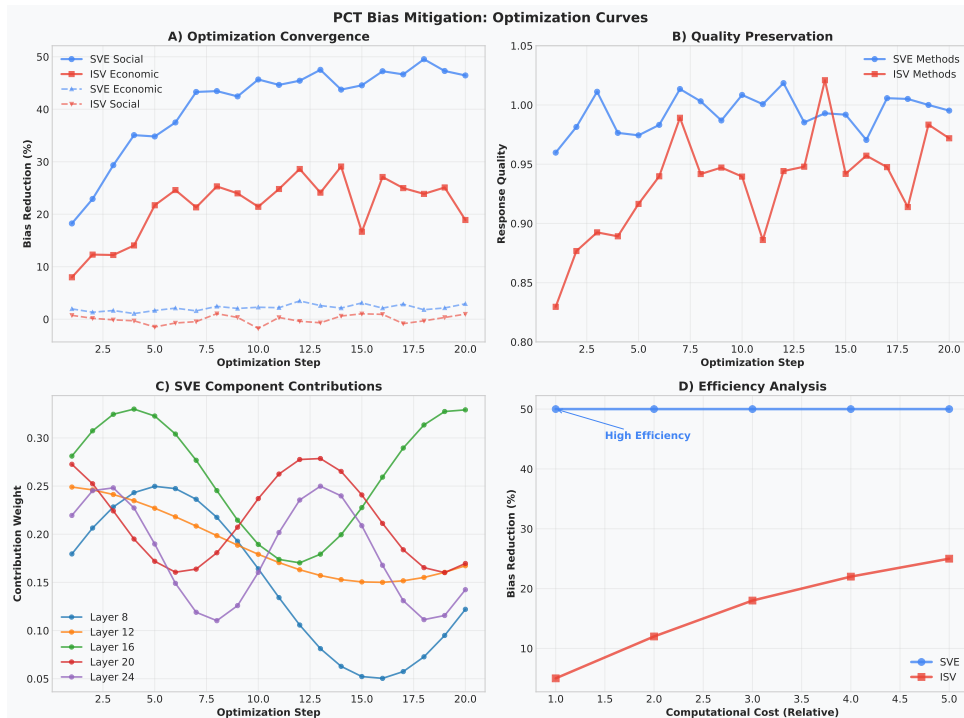 PCT Bias Mitigation: Optimization Curves
A) Optimization Convergence
SVE Social
ISV Economic
SVE Economic
ISV Social
Bias Reduction (%)
50
40
30
20
10
0
2.5 5.0 7.5 10.0 12.5 15.0 17.5 20.0
Optimization Step
B) Quality Preservation
SVE Methods
ISV Methods
Response Quality
1.05
1.00
0.95
0.90
0.85
0.80
2.5 5.0 7.5 10.0 12.5 15.0 17.5 20.0
Optimization Step
C) SVE Component Contributions
Contribution Weight
0.30
0.25
0.20
0.15
0.10
0.05
Layer 8
Layer 12
Layer 16
Layer 20
Layer 24
2.5 5.0 7.5 10.0 12.5 15.0 17.5 20.0
Optimization Step
D) Efficiency Analysis
Bias Reduction (%)
50
40
30
20
10
High Efficiency
SVE
ISV
1.0 1.5 2.0 2.5 3.0 3.5 4.0 4.5 5.0
Computational Cost (Relative)